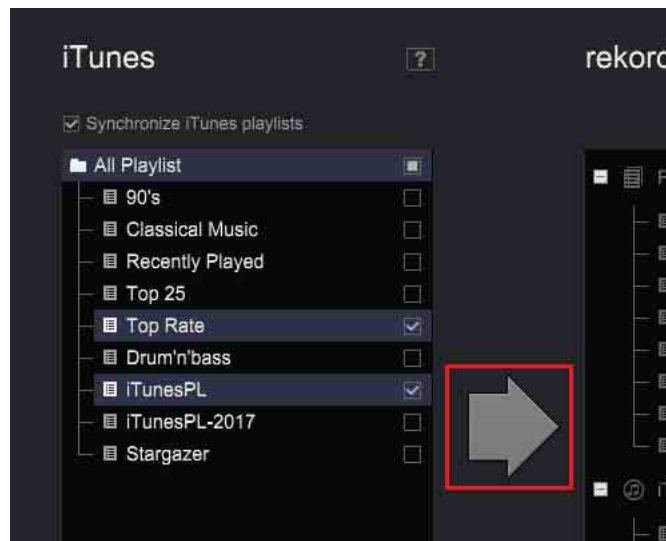 iTunes
?
rekord
Synchronize iTunes playlists
All Playlist
90's
Classical Music
Recently Played
Top 25
Top Rate
Drum'n'bass
iTunesPL
iTunesPL-2017
Stargazer